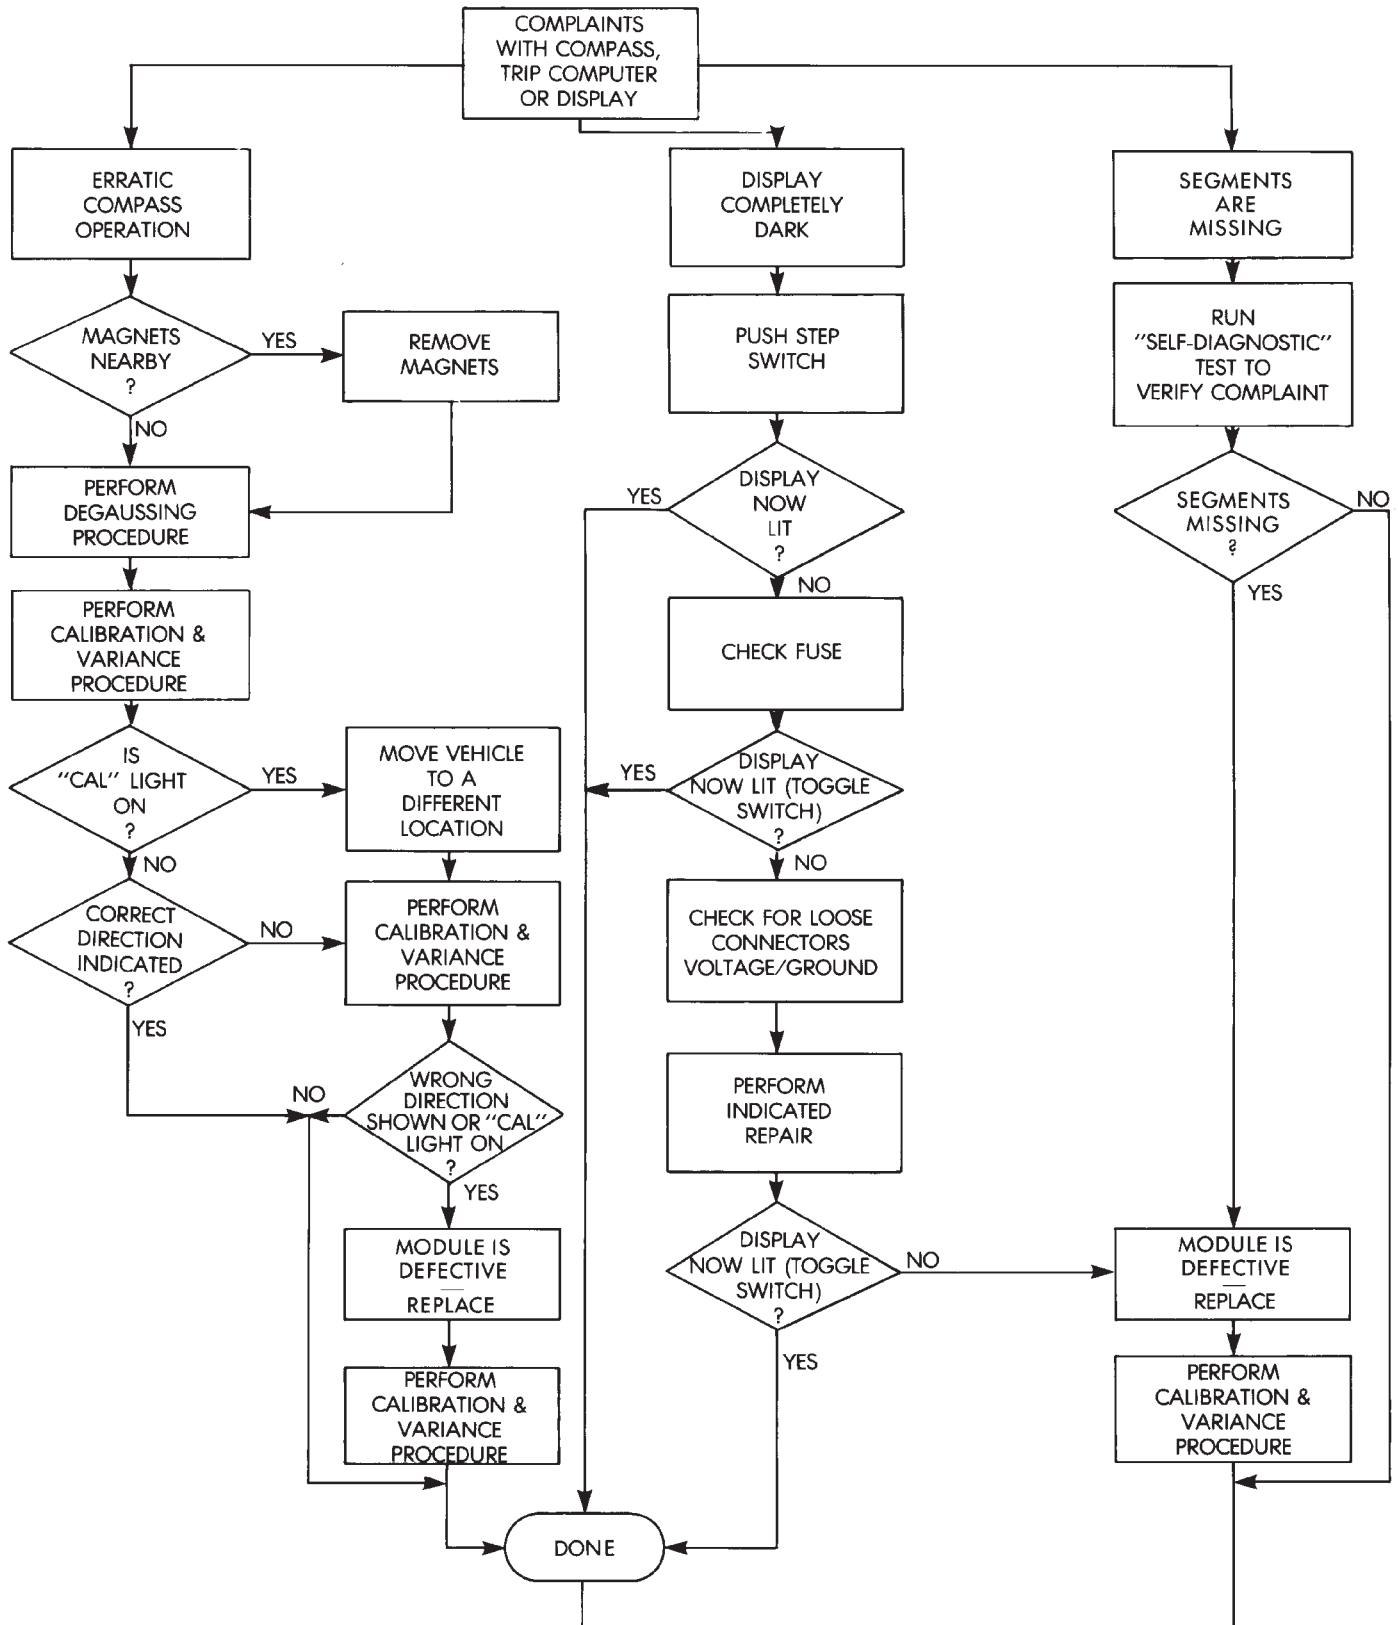 COMPLAINTS
WITH COMPASS,
TRIP COMPUTER
OR DISPLAY
ERRATIC
COMPASS
OPERATION
MAGNETS
NEARBY
?
YES
REMOVE
MAGNETS
NO
PERFORM
DEGAUSSING
PROCEDURE
PERFORM
CALIBRATION &
VARIANCE
PROCEDURE
IS
"CAL" LIGHT
ON
?
YES
MOVE VEHICLE
TO A
DIFFERENT
LOCATION
NO
CORRECT
DIRECTION
INDICATED
?
NO
PERFORM
CALIBRATION &
VARIANCE
PROCEDURE
YES
WRONG
DIRECTION
SHOWN OR "CAL"
LIGHT ON
?
NO
YES
MODULE IS
DEFECTIVE
—
REPLACE
PERFORM
CALIBRATION &
VARIANCE
PROCEDURE
DISPLAY
COMPLETELY
DARK
PUSH STEP
SWITCH
DISPLAY
NOW
LIT
?
YES
NO
CHECK FUSE
DISPLAY
NOW LIT (TOGGLE
SWITCH)
?
YES
NO
CHECK FOR LOOSE
CONNECTORS
VOLTAGE/GROUND
PERFORM
INDICATED
REPAIR
DISPLAY
NOW LIT (TOGGLE
SWITCH)
?
NO
YES
DONE
SEGMENTS
ARE
MISSING
RUN
"SELF-DIAGNOSTIC"
TEST TO
VERIFY COMPLAINT
SEGMENTS
MISSING
?
NO
YES
MODULE IS
DEFECTIVE
—
REPLACE
PERFORM
CALIBRATION &
VARIANCE
PROCEDURE